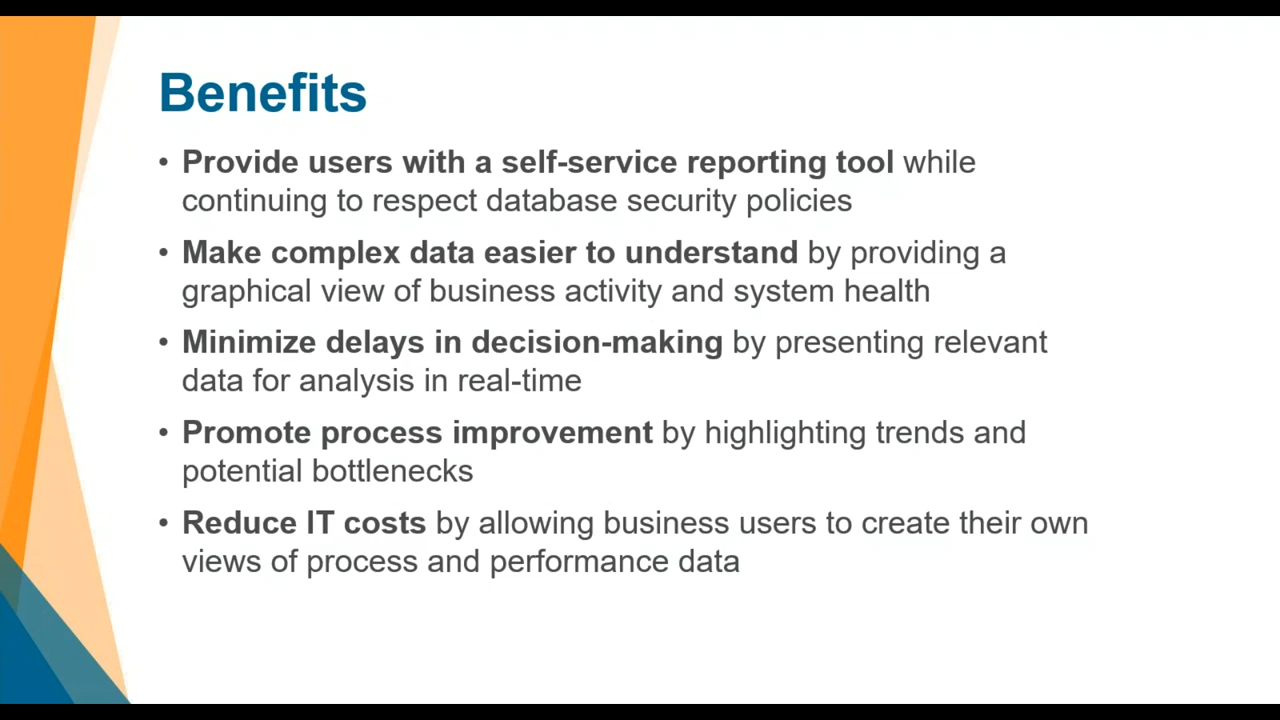 Benefits
• Provide users with a self-service reporting tool while
continuing to respect database security policies
• Make complex data easier to understand by providing a
graphical view of business activity and system health
• Minimize delays in decision-making by presenting relevant
data for analysis in real-time
• Promote process improvement by highlighting trends and
potential bottlenecks
• Reduce IT costs by allowing business users to create their own
views of process and performance data